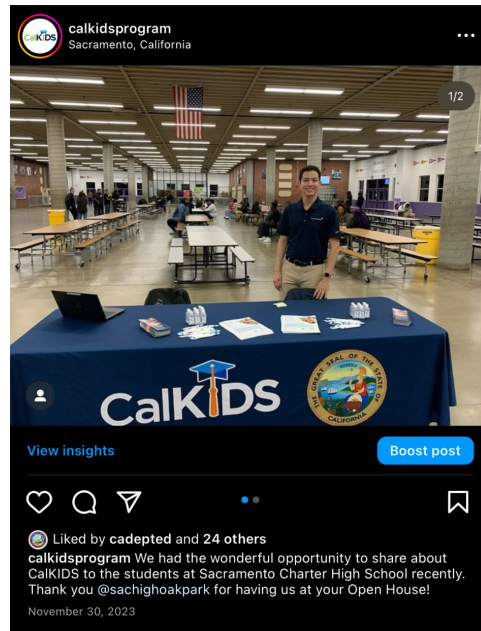 CalKIDS
calkidsprogram
Sacramento, California
1/2
CalKIDS
THE GREAT SEAL OF THE STATE OF CALIFORNIA
EUREKA
View insights
Boost post
Liked by cadepted and 24 others
calkidsprogram We had the wonderful opportunity to share about
CalKIDS to the students at Sacramento Charter High School recently.
Thank you @sachighoakpark for having us at your Open House!
November 30, 2023